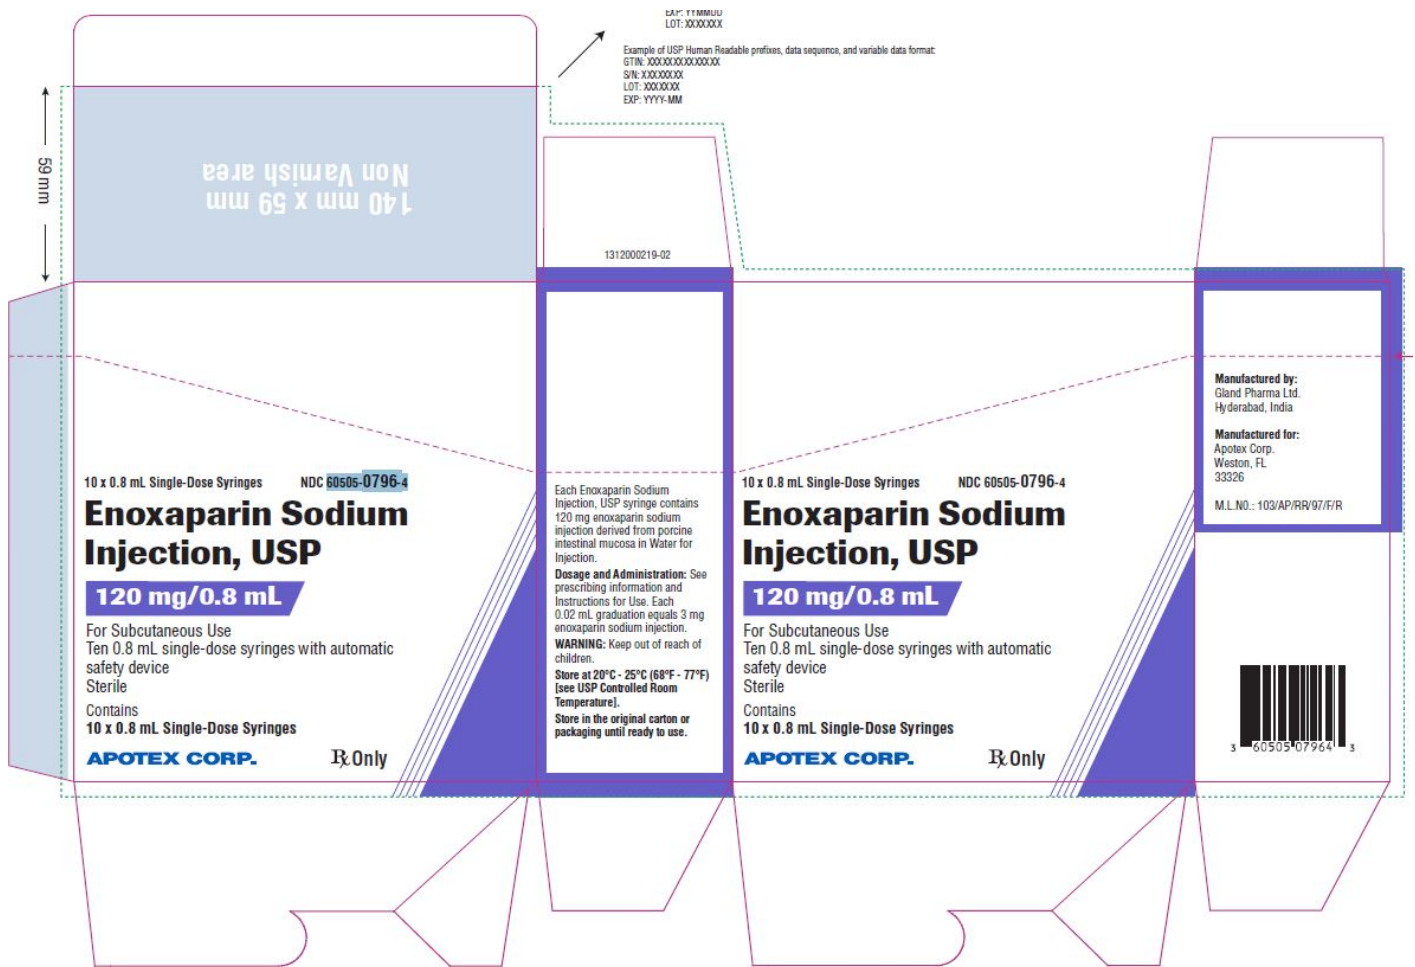 EXP: YYMMDD
LOT: XXXXXXX
Example of USP Human Readable prefixes, data sequence, and variable data format:
GTIN: XXXXXXXXXXXXXX
S/N: XXXXXXXX
LOT: XXXXXXX
EXP: YYYY-MM
59 mm
140 mm x 59 mm
Non Varnish area
1312000219-02
10 x 0.8 mL Single-Dose Syringes NDC 60505-0796-4
Enoxaparin Sodium
Injection, USP
120 mg/0.8 mL
For Subcutaneous Use
Ten 0.8 mL single-dose syringes with automatic
safety device
Sterile
Contains
10 x 0.8 mL Single-Dose Syringes
APOTEX CORP. Rx Only
Each Enoxaparin Sodium
Injection, USP syringe contains
120 mg enoxaparin sodium
injection derived from porcine
intestinal mucosa in Water for
Injection.
Dosage and Administration: See
prescribing information and
Instructions for Use. Each
0.02 mL graduation equals 3 mg
enoxaparin sodium injection.
WARNING: Keep out of reach of
children.
Store at 20°C - 25°C (68°F - 77°F)
[see USP Controlled Room
Temperature].
Store in the original carton or
packaging until ready to use.
10 x 0.8 mL Single-Dose Syringes NDC 60505-0796-4
Enoxaparin Sodium
Injection, USP
120 mg/0.8 mL
For Subcutaneous Use
Ten 0.8 mL single-dose syringes with automatic
safety device
Sterile
Contains
10 x 0.8 mL Single-Dose Syringes
APOTEX CORP. Rx Only
Manufactured by:
Gland Pharma Ltd.
Hyderabad, India
Manufactured for:
Apotex Corp.
Weston, FL
33326
M.L.N0.: 103/AP/RR/97/F/R
3 60505 07964 3